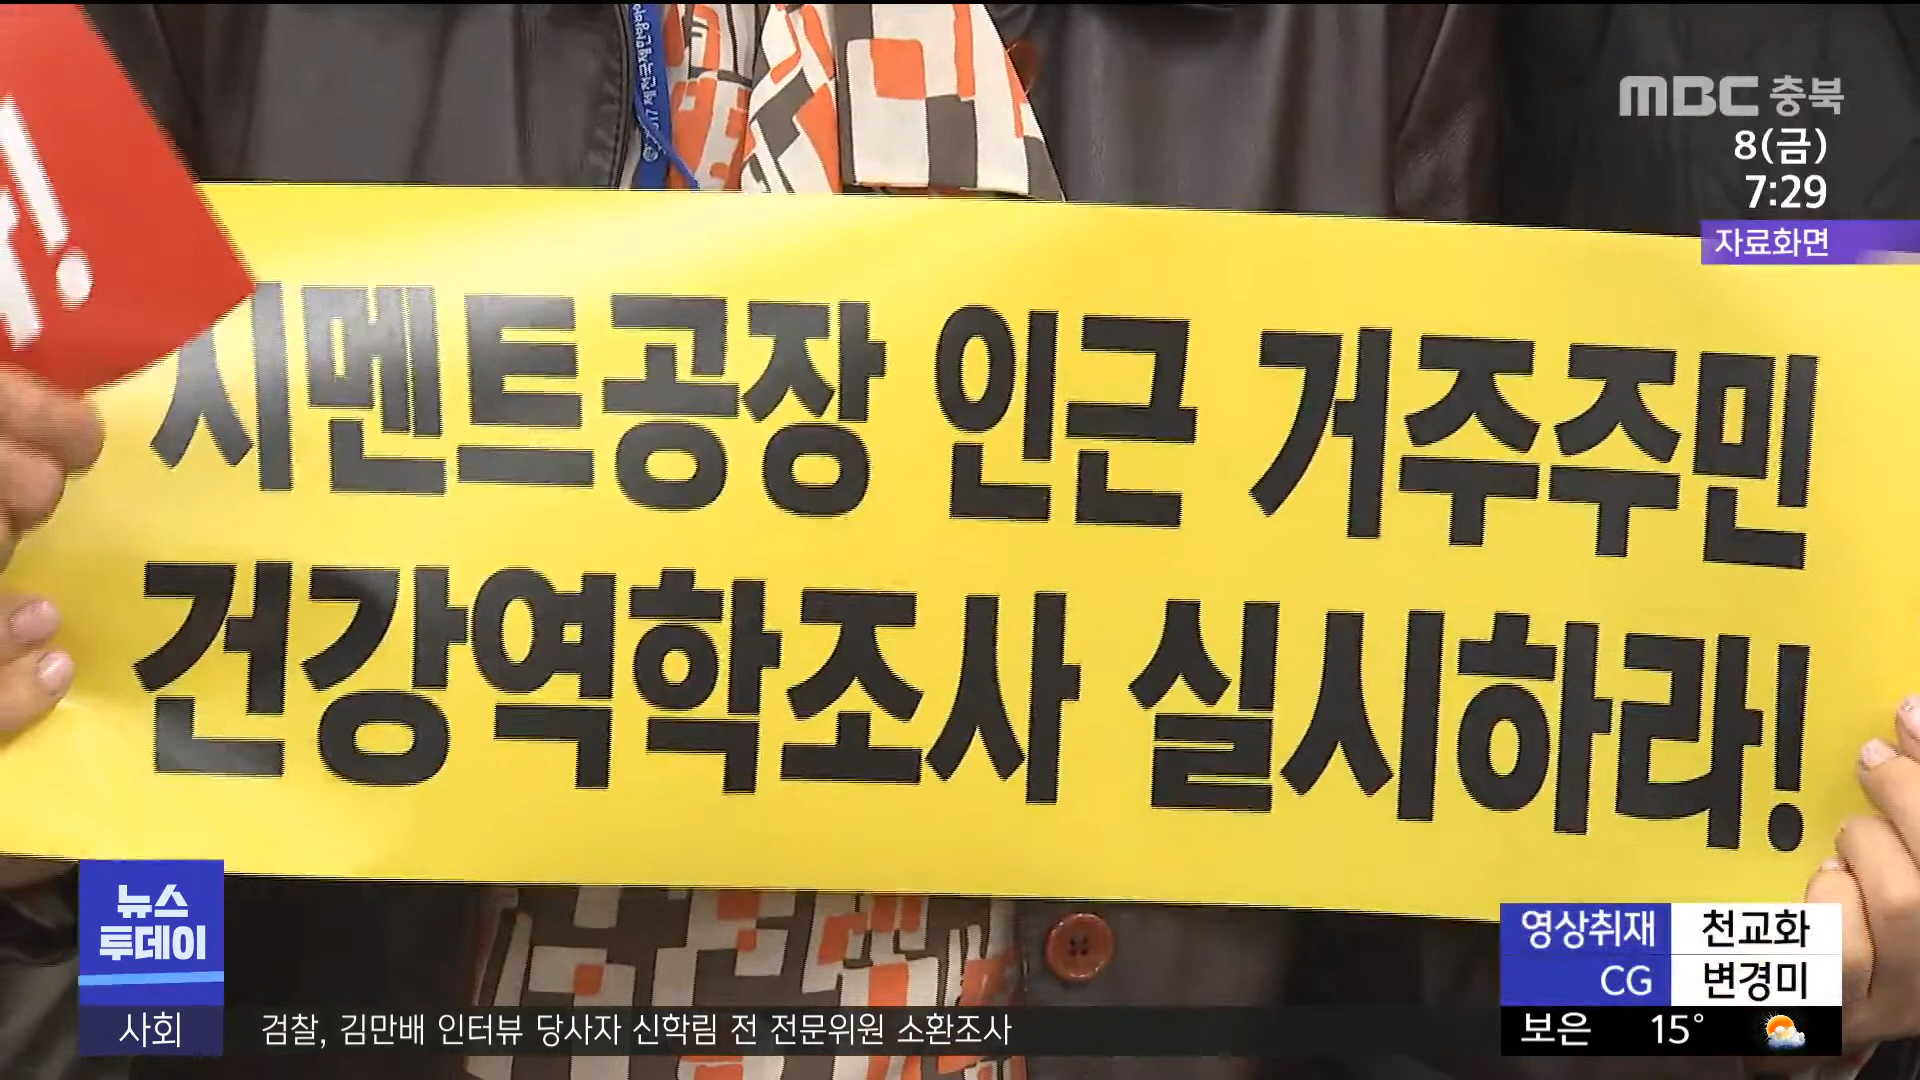 MBC 충북
8(금)
7:29
자료화면
시멘트공장 인근 거주주민
건강역학조사 실시하라!
뉴스
투데이
영상취재 천교화
CG 변경미
사회 검찰, 김만배 인터뷰 당사자 신학림 전 전문위원 소환조사
보은 15°